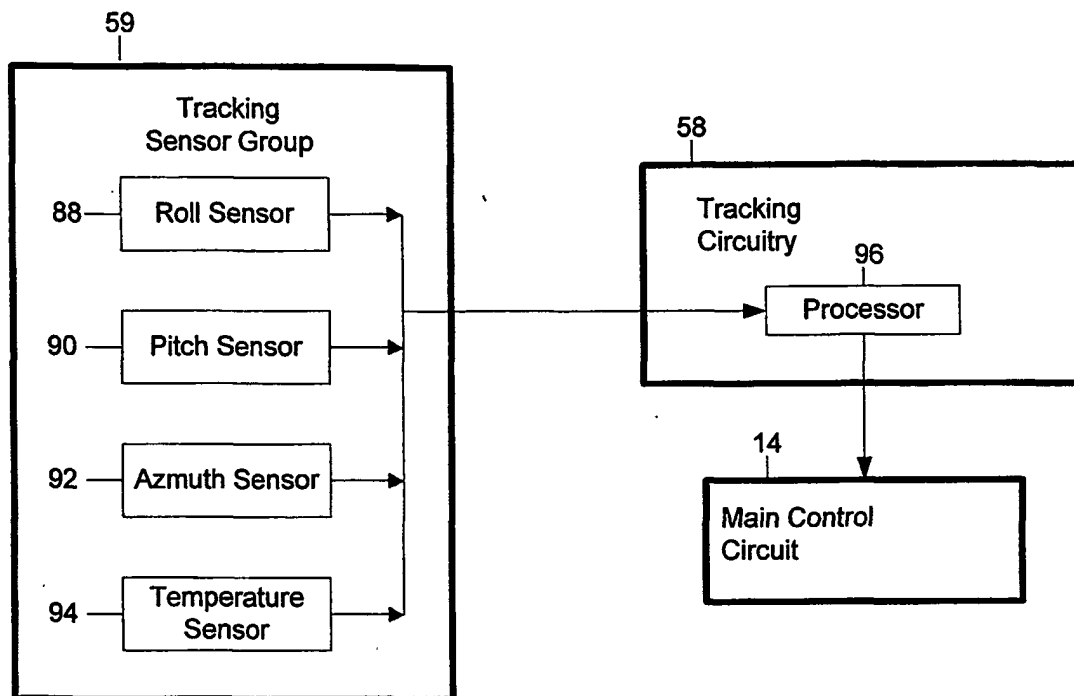 59
Tracking
Sensor Group
88
Roll Sensor
90
Pitch Sensor
92
Azmuth Sensor
94
Temperature
Sensor
58
Tracking
Circuitry
96
Processor
14
Main Control
Circuit